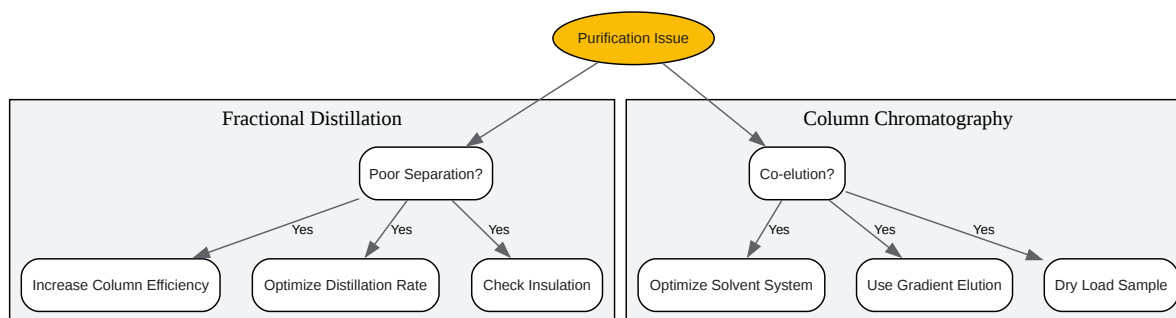 Purification Issue
Fractional Distillation
Column Chromatography
Poor Separation?
Co-elution?
Yes
Yes
Yes
Yes
Yes
Yes
Increase Column Efficiency
Optimize Distillation Rate
Check Insulation
Optimize Solvent System
Use Gradient Elution
Dry Load Sample